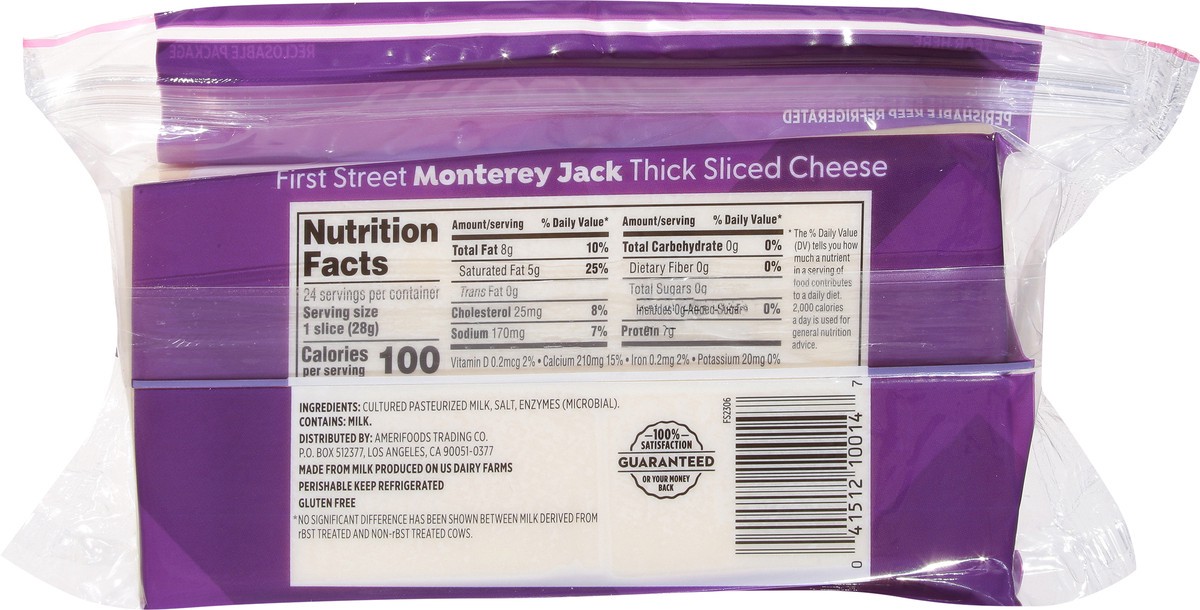 RECLOSABLE PACKAGE
PERISHABLE KEEP REFRIGERATED
First Street Monterey Jack Thick Sliced Cheese
Nutrition
Facts
24 servings per container
Serving size
1 slice (28g)
Calories
per serving 100
Amount/serving % Daily Value*
Total Fat 8g 10%
Saturated Fat 5g 25%
Trans Fat 0g
Cholesterol 25mg 8%
Sodium 170mg 7%
Amount/serving % Daily Value*
Total Carbohydrate 0g 0%
Dietary Fiber 0g 0%
Total Sugars 0g
Includes 0g Added Sugars 0%
Protein 7g
Vitamin D 0.2mcg 2% • Calcium 210mg 15% • Iron 0.2mg 2% • Potassium 20mg 0%
* The % Daily Value
(DV) tells you how
much a nutrient
in a serving of
food contributes
to a daily diet.
2,000 calories
a day is used for
general nutrition
advice.
INGREDIENTS: CULTURED PASTEURIZED MILK, SALT, ENZYMES (MICROBIAL).
CONTAINS: MILK.
DISTRIBUTED BY: AMERIFOODS TRADING CO.
P.O. BOX 512377, LOS ANGELES, CA 90051-0377
MADE FROM MILK PRODUCED ON US DAIRY FARMS
PERISHABLE KEEP REFRIGERATED
GLUTEN FREE
*NO SIGNIFICANT DIFFERENCE HAS BEEN SHOWN BETWEEN MILK DERIVED FROM
rBST TREATED AND NON-rBST TREATED COWS.
—100%—
SATISFACTION
GUARANTEED
OR YOUR MONEY
BACK
FS2306
0 41512 10014 7